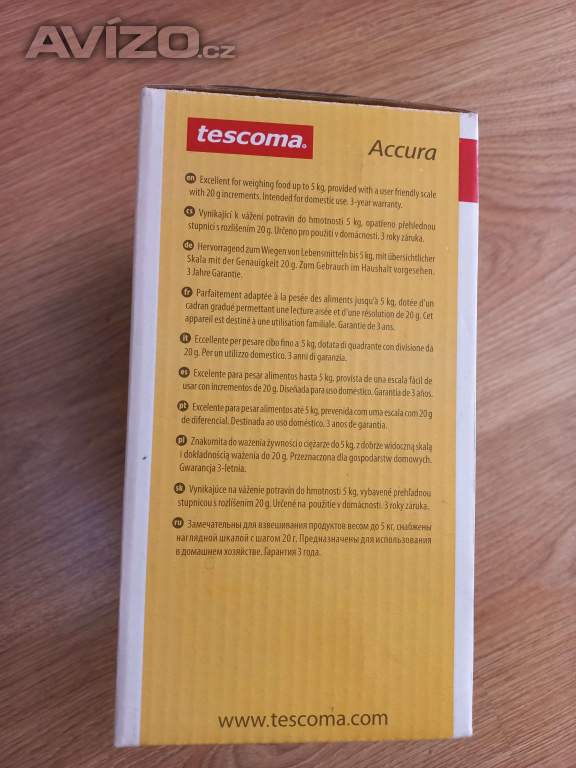 AVÍZO.cz
tescoma.
Accura
en Excellent for weighing food up to 5 kg, provided with a user friendly scale
with 20 g increments. Intended for domestic use. 3-year warranty.
cs Vynikající k vážení potravin do hmotnosti 5 kg, opatřeno přehlednou
stupnicí s rozlišením 20 g. Určeno pro použití v domácnosti. 3 roky záruka.
de Hervorragend zum Wiegen von Lebensmitteln bis 5 kg, mit übersichtlicher
Skala mit der Genauigkeit 20 g. Zum Gebrauch im Haushalt vorgesehen.
3 Jahre Garantie.
fr Parfaitement adaptée à la pesée des aliments jusqu'à 5 kg, dotée d'un
cadran gradué permettant une lecture aisée et d'une résolution de 20 g. Cet
appareil est destiné à une utilisation familiale. Garantie de 3 ans.
it Eccellente per pesare cibo fino a 5 kg, dotata di quadrante con divisione da
20 g. Per un utilizzo domestico. 3 anni di garanzia.
es Excelente para pesar alimentos hasta 5 kg, provista de una escala fácil de
usar con incrementos de 20 g. Diseñada para uso doméstico. Garantía de 3 años.
pt Excelente para pesar alimentos até 5 kg, prevenida com uma escala com 20 g
de diferencial. Destinada ao uso doméstico. 3 anos de garantia.
pl Znakomita do ważenia żywności o ciężarze do 5 kg, z dobrze widoczną skalą
i dokładnością ważenia do 20 g. Przeznaczona dla gospodarstw domowych.
Gwarancja 3-letnia.
sk Vynikajúce na váženie potravín do hmotnosti 5 kg, vybavené prehľadnou
stupnicou s rozlíšením 20 g. Určené na použitie v domácnosti. 3 roky záruka.
ru Замечательны для взвешивания продуктов весом до 5 кг, снабжены
наглядной шкалой с шагом 20 г. Предназначены для использования
в домашнем хозяйстве. Гарантия 3 года.
www.tescoma.com